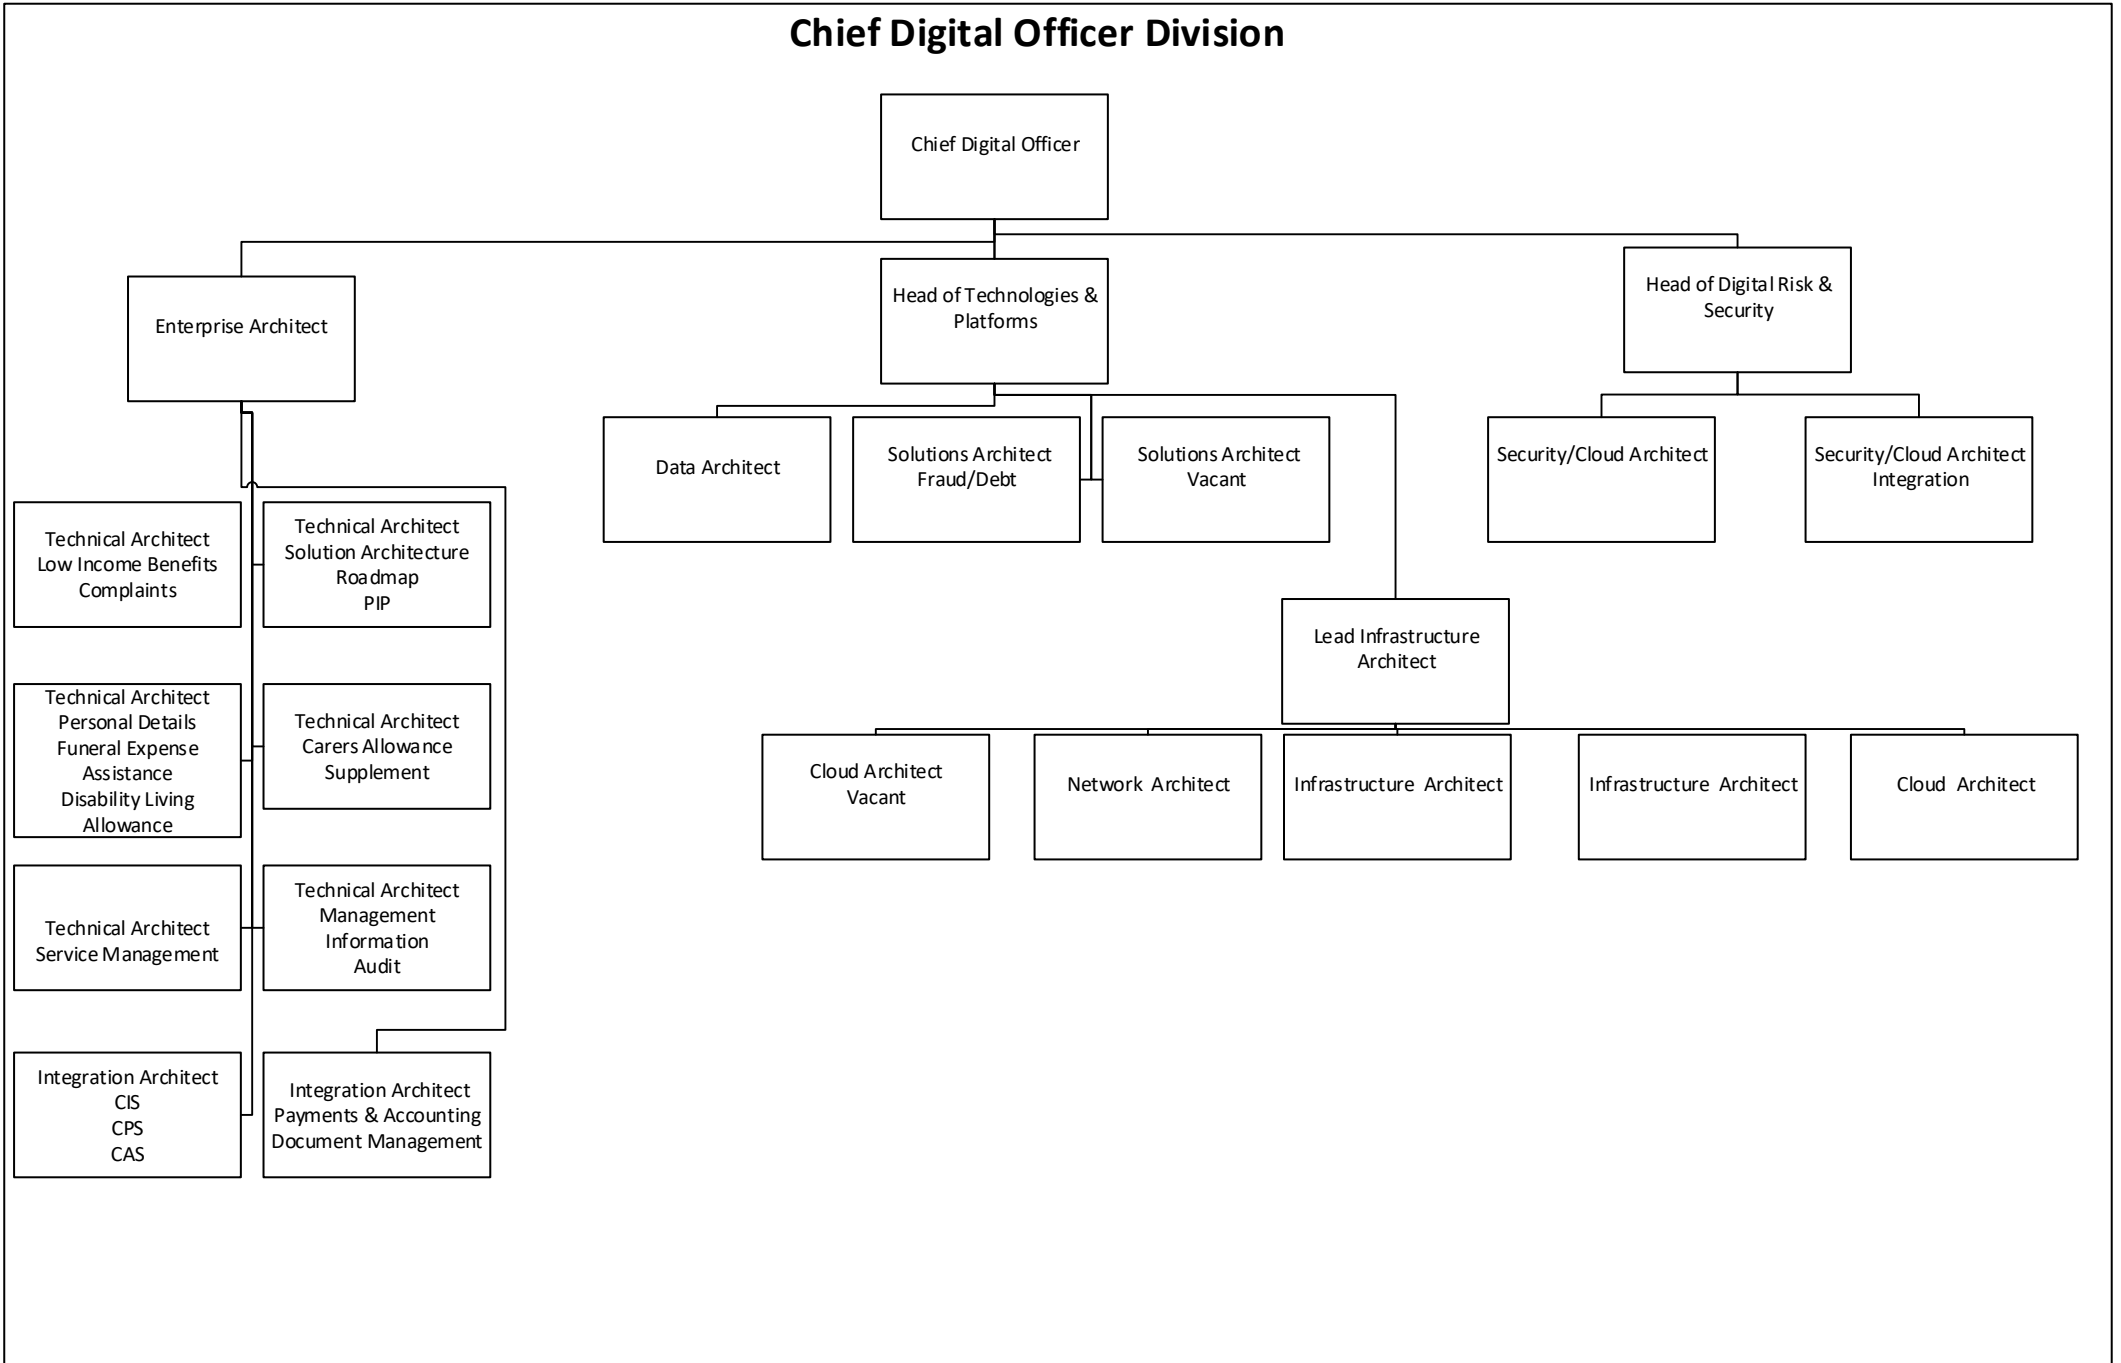 Chief Digital Officer Division
Chief Digital Officer
Enterprise Architect
Head of Technologies &
Platforms
Head of Digital Risk &
Security
Data Architect
Solutions Architect
Fraud/Debt
Solutions Architect
Vacant
Security/Cloud Architect
Security/Cloud Architect
Integration
Technical Architect
Low Income Benefits
Complaints
Technical Architect
Solution Architecture
Roadmap
PIP
Lead Infrastructure
Architect
Technical Architect
Personal Details
Funeral Expense
Assistance
Disability Living
Allowance
Technical Architect
Carers Allowance
Supplement
Cloud Architect
Vacant
Network Architect
Infrastructure Architect
Infrastructure Architect
Cloud Architect
Technical Architect
Service Management
Technical Architect
Management
Information
Audit
Integration Architect
CIS
CPS
CAS
Integration Architect
Payments & Accounting
Document Management